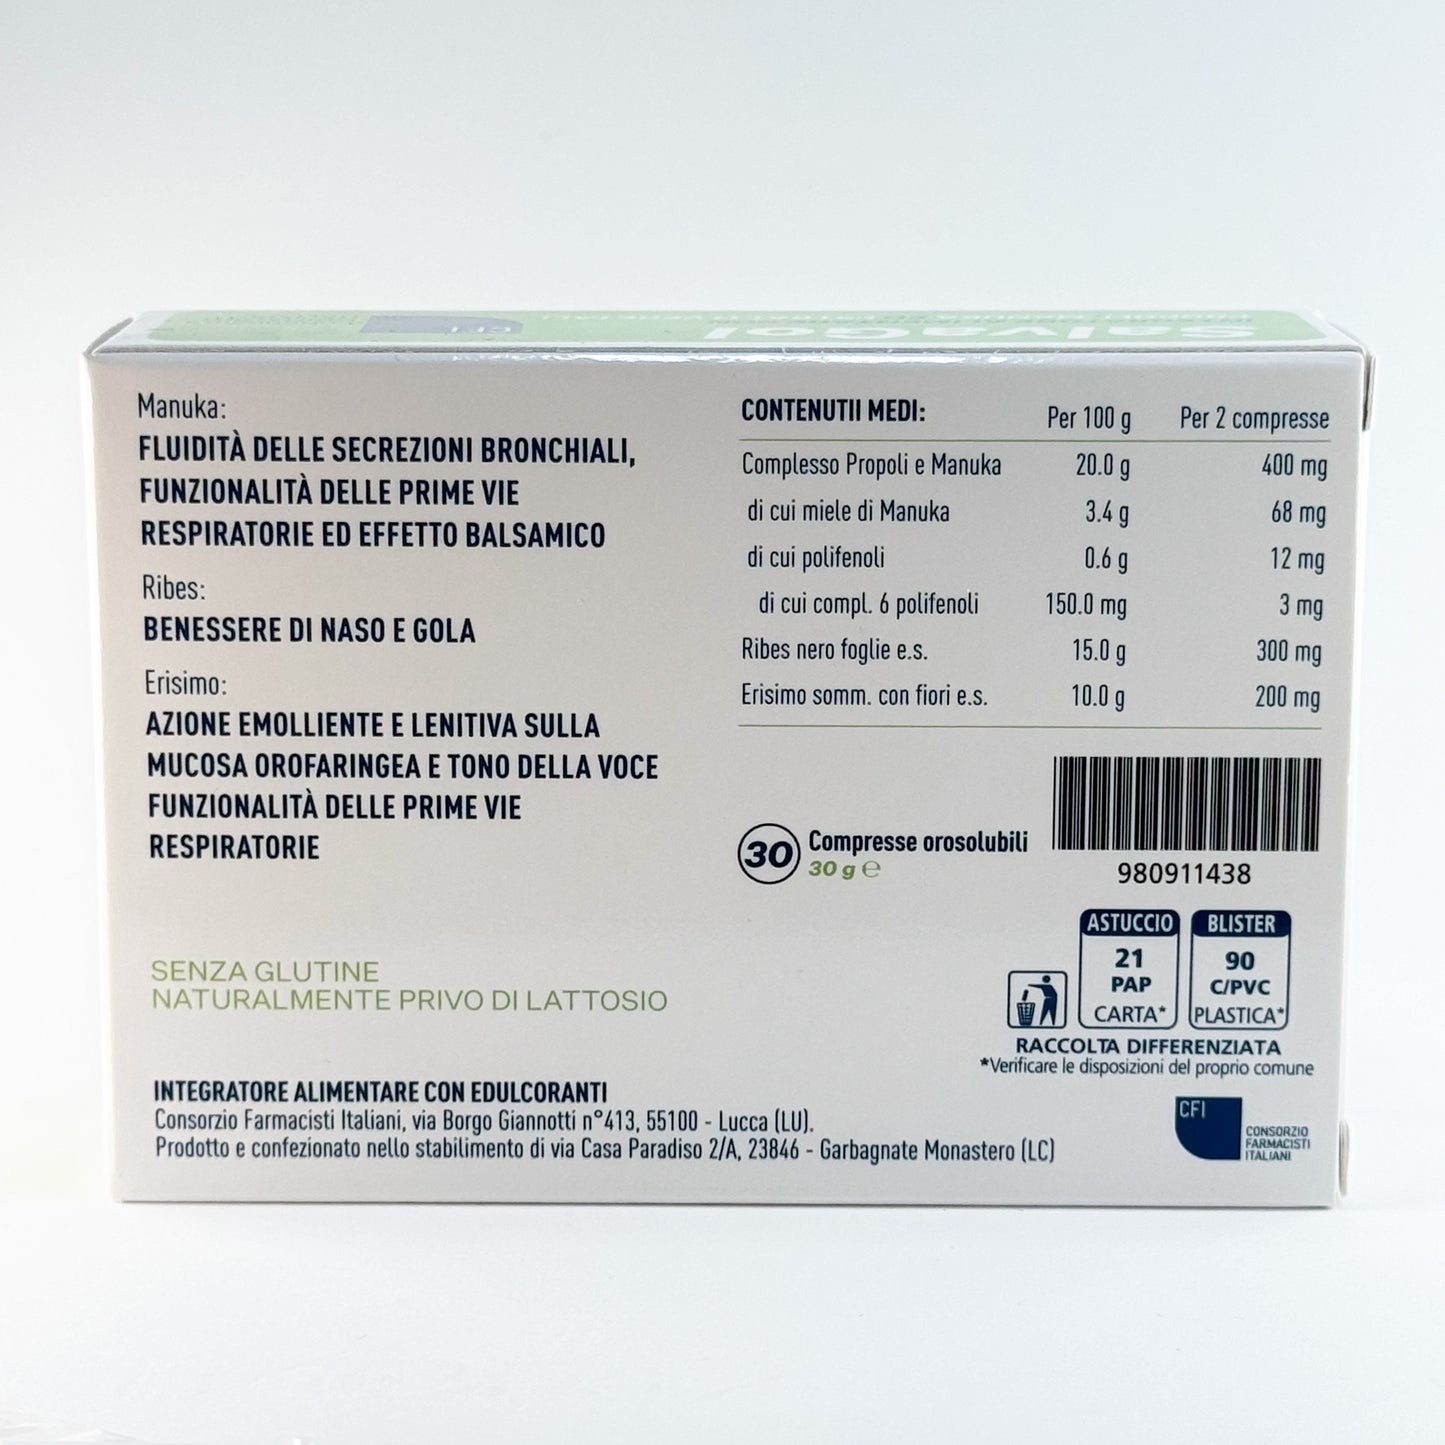 SalvaGol
CFI
Manuka:
FLUIDITÀ DELLE SECREZIONI BRONCHIALI,
FUNZIONALITÀ DELLE PRIME VIE
RESPIRATORIE ED EFFETTO BALSAMICO
Ribes:
BENESSERE DI NASO E GOLA
Erisimo:
AZIONE EMOLLIENTE E LENITIVA SULLA
MUCOSA OROFARINGEA E TONO DELLA VOCE
FUNZIONALITÀ DELLE PRIME VIE
RESPIRATORIE
SENZA GLUTINE
NATURALMENTE PRIVO DI LATTOSIO
INTEGRATORE ALIMENTARE CON EDULCORANTI
Consorzio Farmacisti Italiani, via Borgo Giannotti n°413, 55100 - Lucca (LU).
Prodotto e confezionato nello stabilimento di via Casa Paradiso 2/A, 23846 - Garbagnate Monastero (LC)
CONTENUTII MEDI: Per 100 g Per 2 compresse
Complesso Propoli e Manuka 20.0 g 400 mg
di cui miele di Manuka 3.4 g 68 mg
di cui polifenoli 0.6 g 12 mg
di cui compl. 6 polifenoli 150.0 mg 3 mg
Ribes nero foglie e.s. 15.0 g 300 mg
Erisimo somm. con fiori e.s. 10.0 g 200 mg
30 Compresse orosolubili
30 g ℮
980911438
ASTUCCIO BLISTER
21 90
PAP C/PVC
CARTA* PLASTICA*
RACCOLTA DIFFERENZIATA
*Verificare le disposizioni del proprio comune
CFI
CONSORZIO
FARMACISTI
ITALIANI